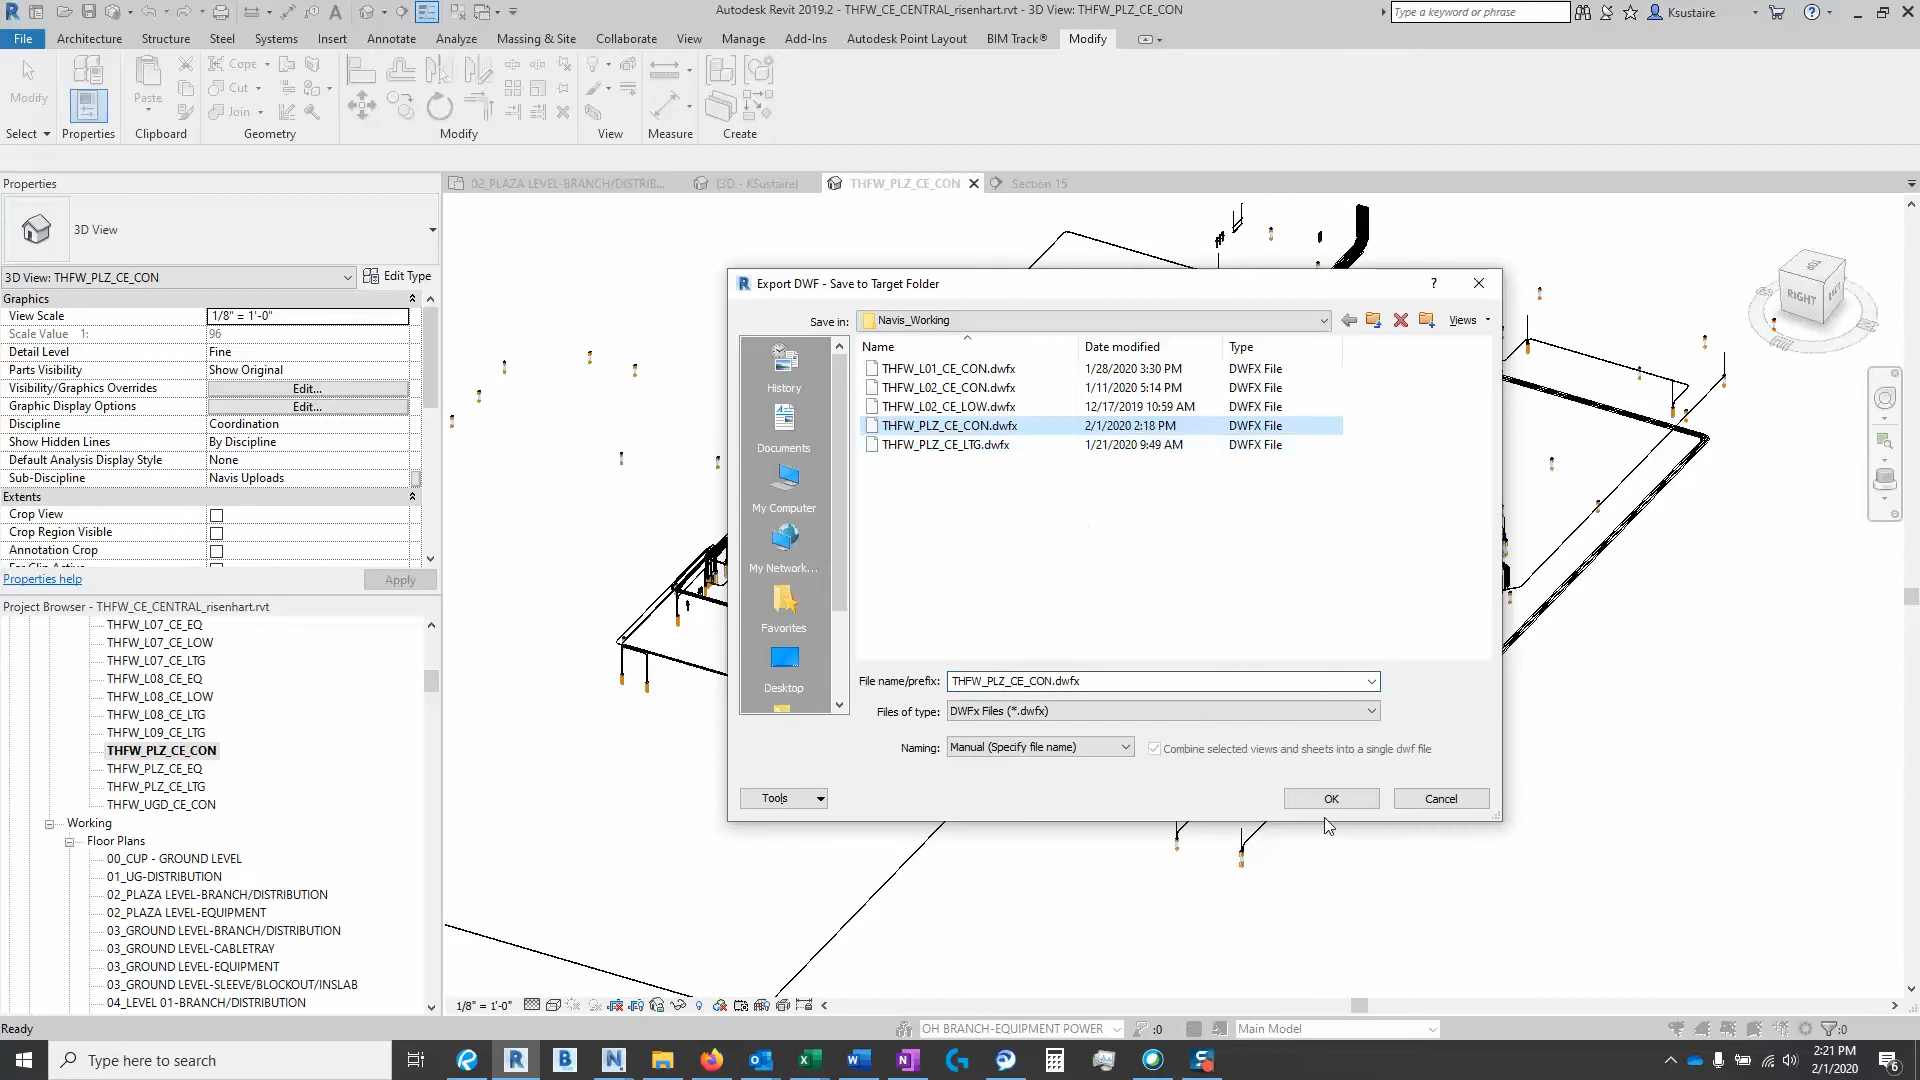 Autodesk Revit 2019.2 - THFW_CE_CENTRAL_risenhart.rvt - 3D View: THFW_PLZ_CE_CON
Type a keyword or phrase
Ksustaire
File Architecture Structure Steel Systems Insert Annotate Analyze Massing & Site Collaborate View Manage Add-Ins Autodesk Point Layout BIM Track® Modify
Modify
Paste
Cope
Cut
Join
Select Properties Clipboard Geometry Modify View Measure Create
Properties
02_PLAZA LEVEL-BRANCH/DISTRIB...
{3D - KSustaire}
THFW_PLZ_CE_CON
Section 15
3D View
3D View: THFW_PLZ_CE_CON
Edit Type
Graphics
View Scale 1/8" = 1'-0"
Scale Value 1: 96
Detail Level Fine
Parts Visibility Show Original
Visibility/Graphics Overrides Edit...
Graphic Display Options Edit...
Discipline Coordination
Show Hidden Lines By Discipline
Default Analysis Display Style None
Sub-Discipline Navis Uploads
Extents
Crop View
Crop Region Visible
Annotation Crop
Properties help
Apply
Project Browser - THFW_CE_CENTRAL_risenhart.rvt
THFW_L07_CE_EQ
THFW_L07_CE_LOW
THFW_L07_CE_LTG
THFW_L08_CE_EQ
THFW_L08_CE_LOW
THFW_L08_CE_LTG
THFW_L09_CE_LTG
THFW_PLZ_CE_CON
THFW_PLZ_CE_EQ
THFW_PLZ_CE_LTG
THFW_UGD_CE_CON
Working
Floor Plans
00_CUP - GROUND LEVEL
01_UG-DISTRIBUTION
02_PLAZA LEVEL-BRANCH/DISTRIBUTION
02_PLAZA LEVEL-EQUIPMENT
03_GROUND LEVEL-BRANCH/DISTRIBUTION
03_GROUND LEVEL-CABLETRAY
03_GROUND LEVEL-EQUIPMENT
03_GROUND LEVEL-SLEEVE/BLOCKOUT/INSLAB
04_LEVEL 01-BRANCH/DISTRIBUTION
Export DWF - Save to Target Folder
Save in: Navis_Working
Views
History
Documents
My Computer
My Network...
Favorites
Desktop
Name Date modified Type
THFW_L01_CE_CON.dwfx 1/28/2020 3:30 PM DWFX File
THFW_L02_CE_CON.dwfx 1/11/2020 5:14 PM DWFX File
THFW_L02_CE_LOW.dwfx 12/17/2019 10:59 AM DWFX File
THFW_PLZ_CE_CON.dwfx 2/1/2020 2:18 PM DWFX File
THFW_PLZ_CE_LTG.dwfx 1/21/2020 9:49 AM DWFX File
File name/prefix: THFW_PLZ_CE_CON.dwfx
Files of type: DWFx Files (*.dwfx)
Naming: Manual (Specify file name)
Combine selected views and sheets into a single dwf file
Tools
OK
Cancel
RIGHT
1/8" = 1'-0"
Ready
OH BRANCH-EQUIPMENT POWER
:0
Main Model
:0
Type here to search
2:21 PM
2/1/2020
6